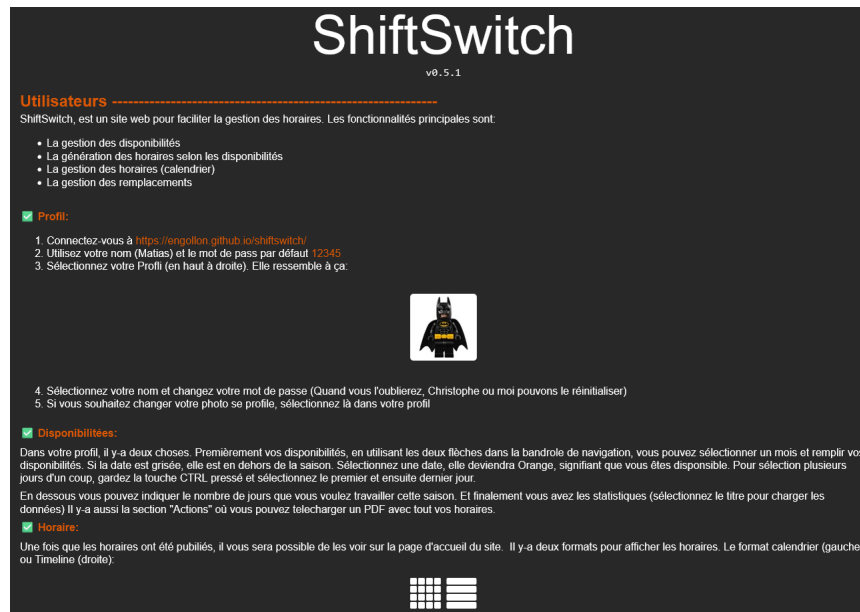 ShiftSwitch
v0.5.1
Utilisateurs --------------------------------------------------------------
ShiftSwitch, est un site web pour faciliter la gestion des horaires. Les fonctionnalités principales sont:
• La gestion des disponibilités
• La génération des horaires selon les disponibilités
• La gestion des horaires (calendrier)
• La gestion des remplacements
✅ Profil:
1. Connectez-vous à https://engollon.github.io/shiftswitch/
2. Utilisez votre nom (Matias) et le mot de pass par défaut 12345
3. Sélectionnez votre Profli (en haut à droite). Elle ressemble à ça:
4. Sélectionnez votre nom et changez votre mot de passe (Quand vous l'oublierez, Christophe ou moi pouvons le réinitialiser)
5. Si vous souhaitez changer votre photo se profile, sélectionnez là dans votre profil
✅ Disponibilitées:
Dans votre profil, il y-a deux choses. Premièrement vos disponibilités, en utilisant les deux flèches dans la bandrole de navigation, vous pouvez sélectionner un mois et remplir vos
disponibilités. Si la date est grisée, elle est en dehors de la saison. Sélectionnez une date, elle deviendra Orange, signifiant que vous êtes disponsible. Pour sélection plusieurs
jours d'un coup, gardez la touche CTRL pressé et sélectionnez le premier et ensuite dernier jour.
En dessous vous pouvez indiquer le nombre de jours que vous voulez travailler cette saison. Et finalement vous avez les statistiques (sélectionnez le titre pour charger les
données) Il y-a aussi la section "Actions" où vous pouvez telecharger un PDF avec tout vos horaires.
✅ Horaire:
Une fois que les horaires ont été pubiliés, il vous sera possible de les voir sur la page d'accueil du site. Il y-a deux formats pour afficher les horaires. Le format calendrier (gauche
ou Timeline (droite):